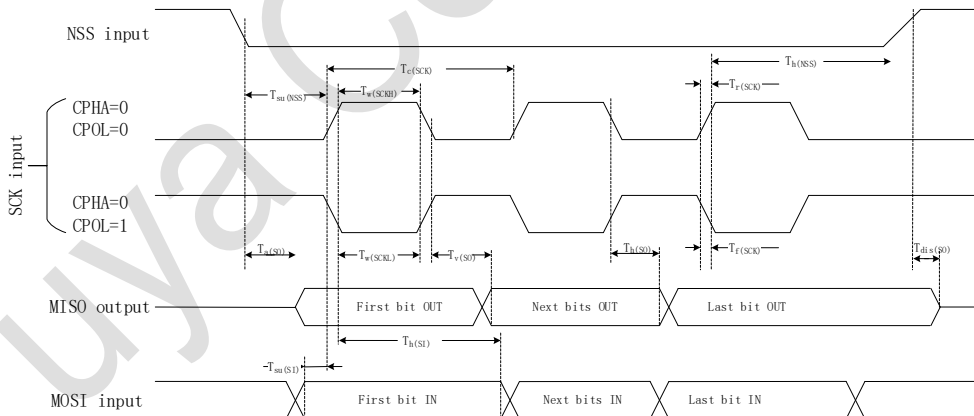 NSS input
Tc(SCK)
Th(NSS)
Tsu(NSS)
Tw(SCKH)
Tr(SCK)
CPHA=0
CPOL=0
SCK input
CPHA=0
CPOL=1
Ta(SO)
Tw(SCKL)
Tv(SO)
Th(SO)
Tf(SCK)
Tdis(SO)
MISO output
First bit OUT
Next bits OUT
Last bit OUT
Th(SI)
Tsu(SI)
MOSI input
First bit IN
Next bits IN
Last bit IN
uya C